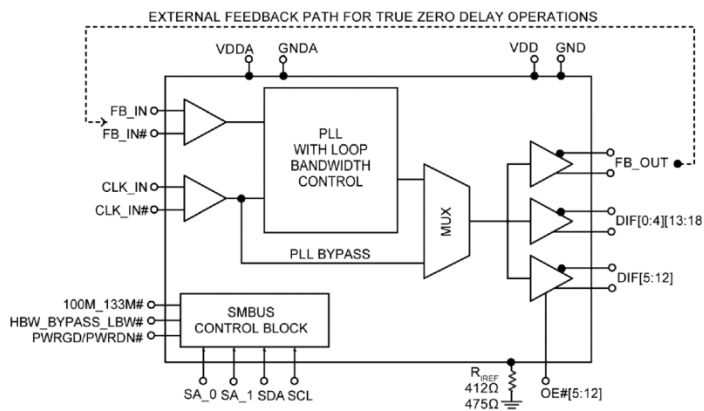 EXTERNAL FEEDBACK PATH FOR TRUE ZERO DELAY OPERATIONS
VDDA
GNDA
VDD
GND
FB_IN
FB_IN#
PLL
WITH LOOP
BANDWIDTH
CONTROL
FB_OUT
CLK_IN
CLK_IN#
MUX
DIF[0:4][13:18
PLL BYPASS
DIF[5:12]
100M_133M#
HBW_BYPASS_LBW#
PWRGD/PWRDN#
SMBUS
CONTROL BLOCK
SA_0
SA_1
SDA
SCL
RIREF
412Ω
475Ω
OE#[5:12]